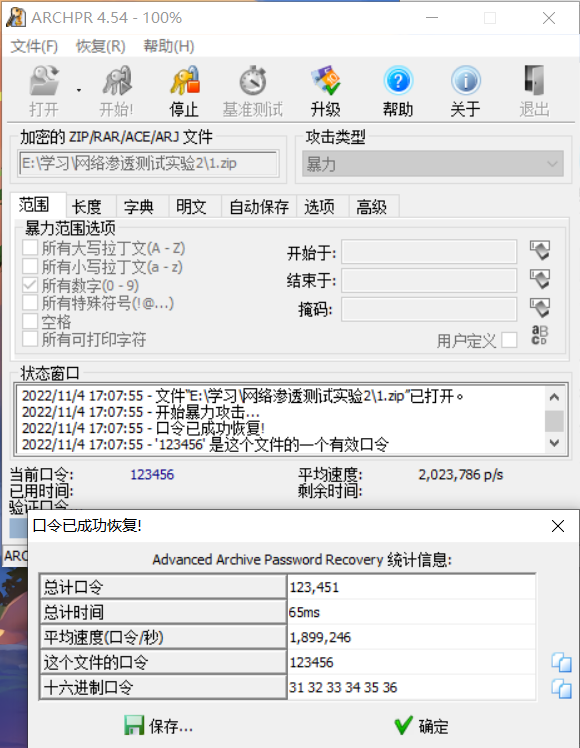 ARCHPR 4.54 - 100%
文件(F) 恢复(R) 帮助(H)
打开 开始! 停止 基准测试 升级 帮助 关于 退出
加密的 ZIP/RAR/ACE/ARJ 文件 攻击类型
E:\学习\网络渗透测试实验2\1.zip 暴力
范围 长度 字典 明文 自动保存 选项 高级
暴力范围选项
所有大写拉丁文(A - Z) 开始于:
所有小写拉丁文(a - z)
所有数字(0 - 9) 结束于:
所有特殊符号(!@...) 掩码:
空格
所有可打印字符 用户定义
状态窗口
2022/11/4 17:07:55 - 文件"E:\学习\网络渗透测试实验2\1.zip"已打开。
2022/11/4 17:07:55 - 开始暴力攻击...
2022/11/4 17:07:55 - 口令已成功恢复!
2022/11/4 17:07:55 - '123456' 是这个文件的一个有效口令
当前口令: 123456 平均速度: 2,023,786 p/s
已用时间: 剩余时间:
验证口令
ARC
口令已成功恢复!
Advanced Archive Password Recovery 统计信息:
总计口令 123,451
总计时间 65ms
平均速度(口令/秒) 1,899,246
这个文件的口令 123456
十六进制口令 31 32 33 34 35 36
保存... 确定